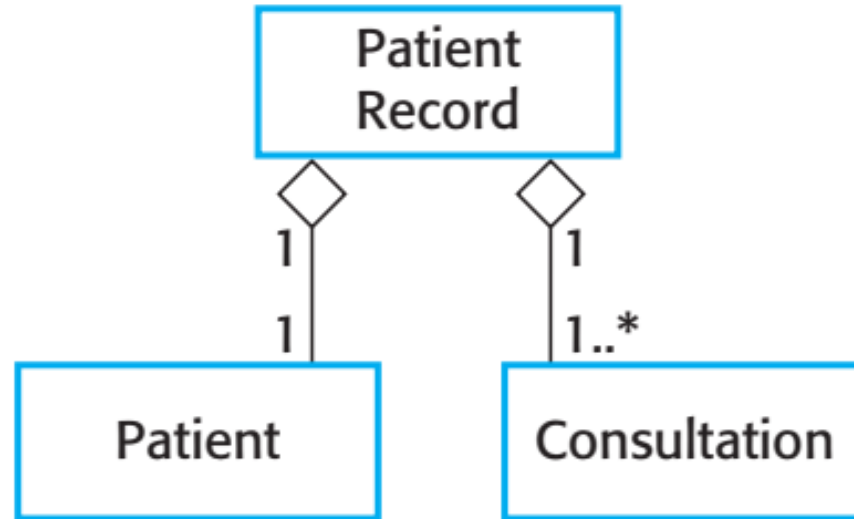 Patient
Record
1 1
1 1..*
Patient Consultation